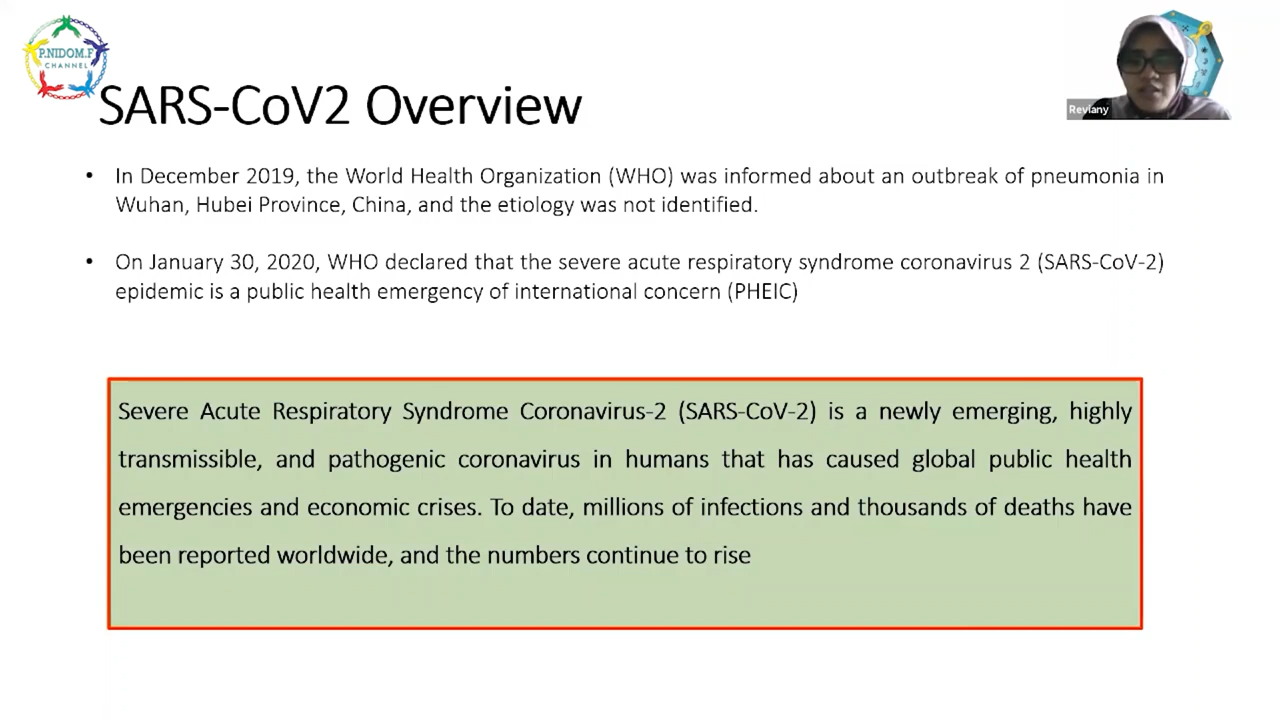 P.NIDOM.F
CHANNEL
SARS-CoV2 Overview
Reviany
• In December 2019, the World Health Organization (WHO) was informed about an outbreak of pneumonia in
Wuhan, Hubei Province, China, and the etiology was not identified.
• On January 30, 2020, WHO declared that the severe acute respiratory syndrome coronavirus 2 (SARS-CoV-2)
epidemic is a public health emergency of international concern (PHEIC)
Severe Acute Respiratory Syndrome Coronavirus-2 (SARS-CoV-2) is a newly emerging, highly
transmissible, and pathogenic coronavirus in humans that has caused global public health
emergencies and economic crises. To date, millions of infections and thousands of deaths have
been reported worldwide, and the numbers continue to rise